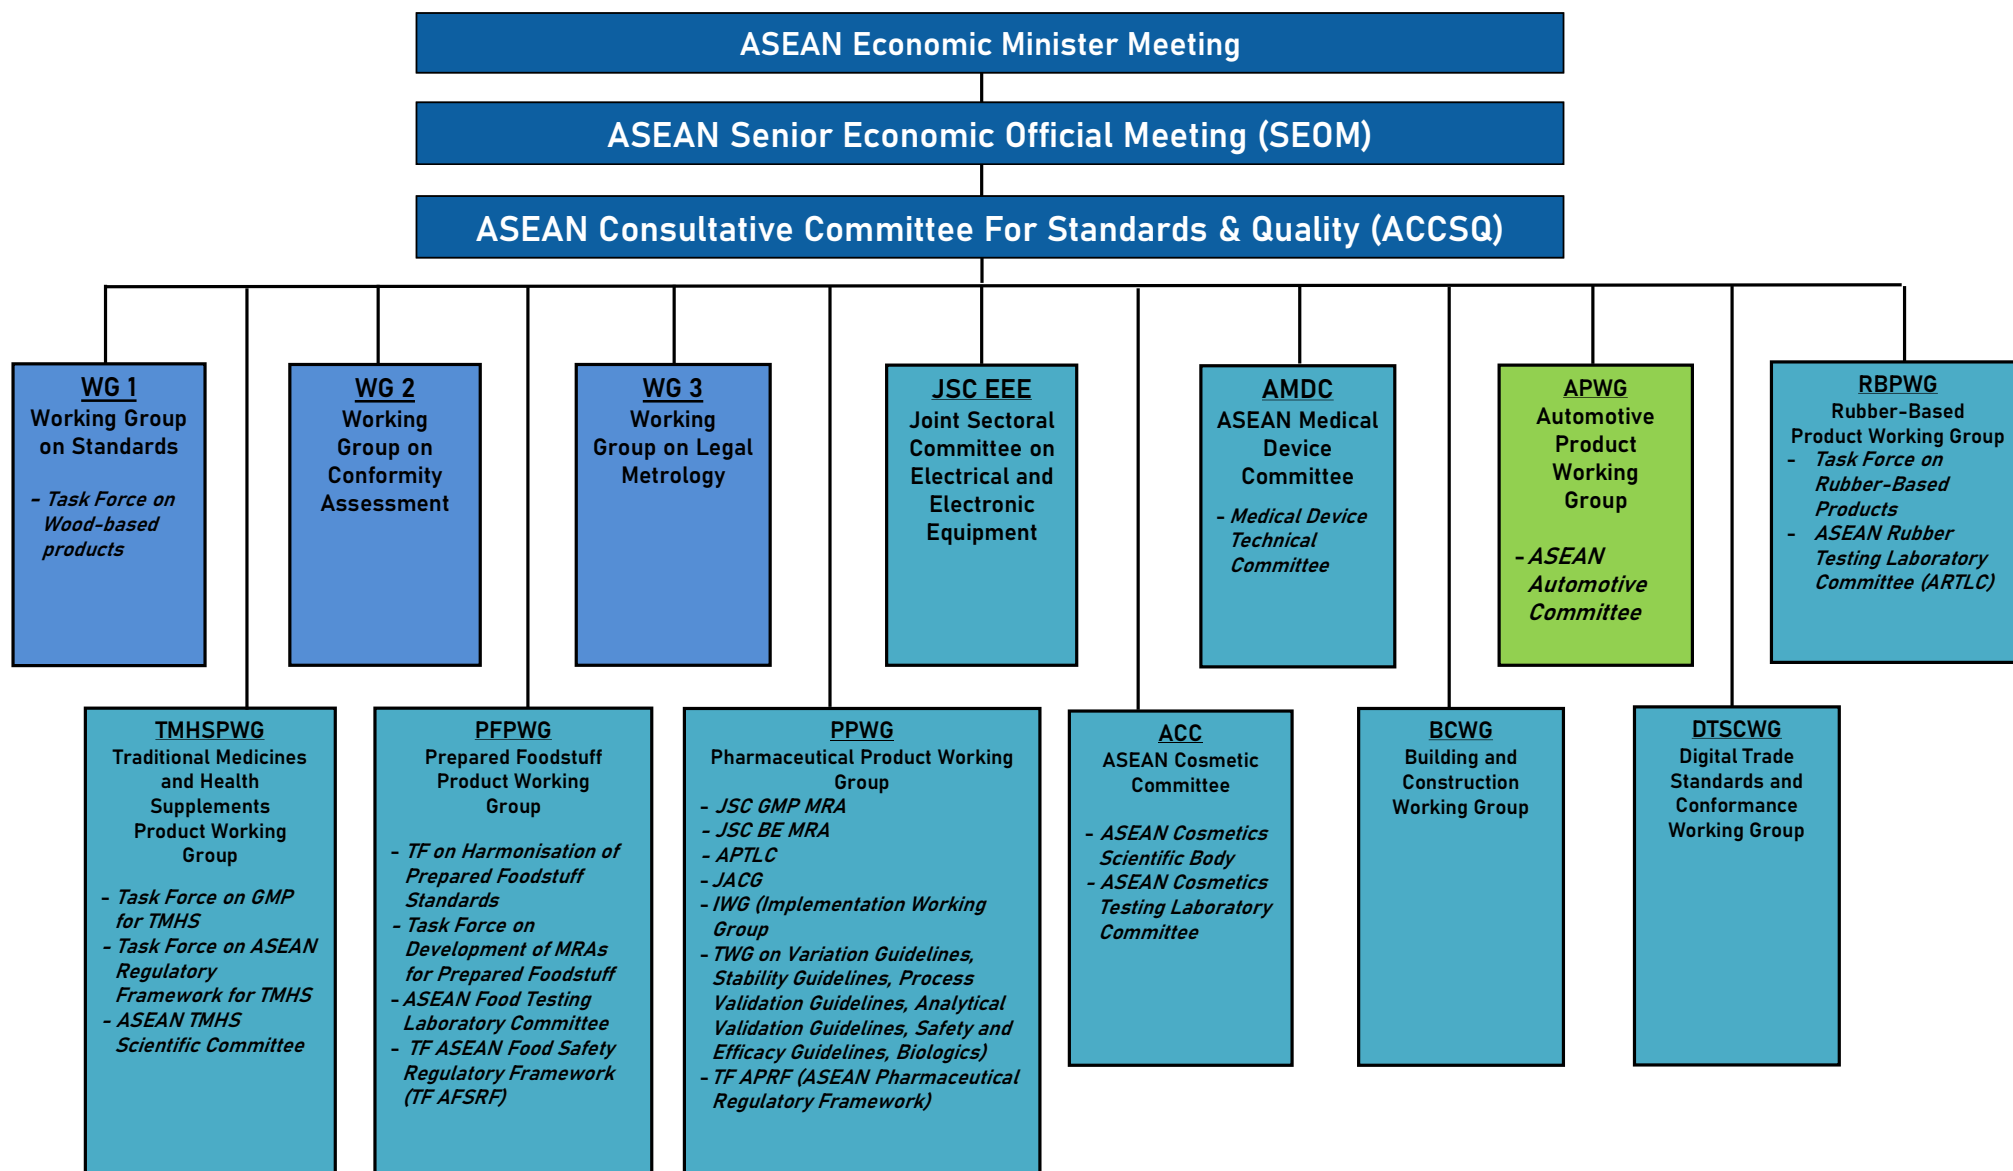 ASEAN Economic Minister Meeting
ASEAN Senior Economic Official Meeting (SEOM)
ASEAN Consultative Committee For Standards & Quality (ACCSQ)
WG 1
Working Group
on Standards
- Task Force on
Wood-based
products
WG 2
Working
Group on
Conformity
Assessment
WG 3
Working
Group on Legal
Metrology
JSC EEE
Joint Sectoral
Committee on
Electrical and
Electronic
Equipment
AMDC
ASEAN Medical
Device
Committee
- Medical Device
Technical
Committee
APWG
Automotive
Product
Working
Group
- ASEAN
Automotive
Committee
RBPWG
Rubber-Based
Product Working Group
- Task Force on
Rubber-Based
Products
- ASEAN Rubber
Testing Laboratory
Committee (ARTLC)
TMHSPWG
Traditional Medicines
and Health
Supplements
Product Working
Group
- Task Force on GMP
for TMHS
- Task Force on ASEAN
Regulatory
Framework for TMHS
- ASEAN TMHS
Scientific Committee
PFPWG
Prepared Foodstuff
Product Working
Group
- TF on Harmonisation of
Prepared Foodstuff
Standards
- Task Force on
Development of MRAs
for Prepared Foodstuff
- ASEAN Food Testing
Laboratory Committee
- TF ASEAN Food Safety
Regulatory Framework
(TF AFSRF)
PPWG
Pharmaceutical Product Working
Group
- JSC GMP MRA
- JSC BE MRA
- APTLC
- JACG
- IWG (Implementation Working
Group
- TWG on Variation Guidelines,
Stability Guidelines, Process
Validation Guidelines, Analytical
Validation Guidelines, Safety and
Efficacy Guidelines, Biologics)
- TF APRF (ASEAN Pharmaceutical
Regulatory Framework)
ACC
ASEAN Cosmetic
Committee
- ASEAN Cosmetics
Scientific Body
- ASEAN Cosmetics
Testing Laboratory
Committee
BCWG
Building and
Construction
Working Group
DTSCWG
Digital Trade
Standards and
Conformance
Working Group